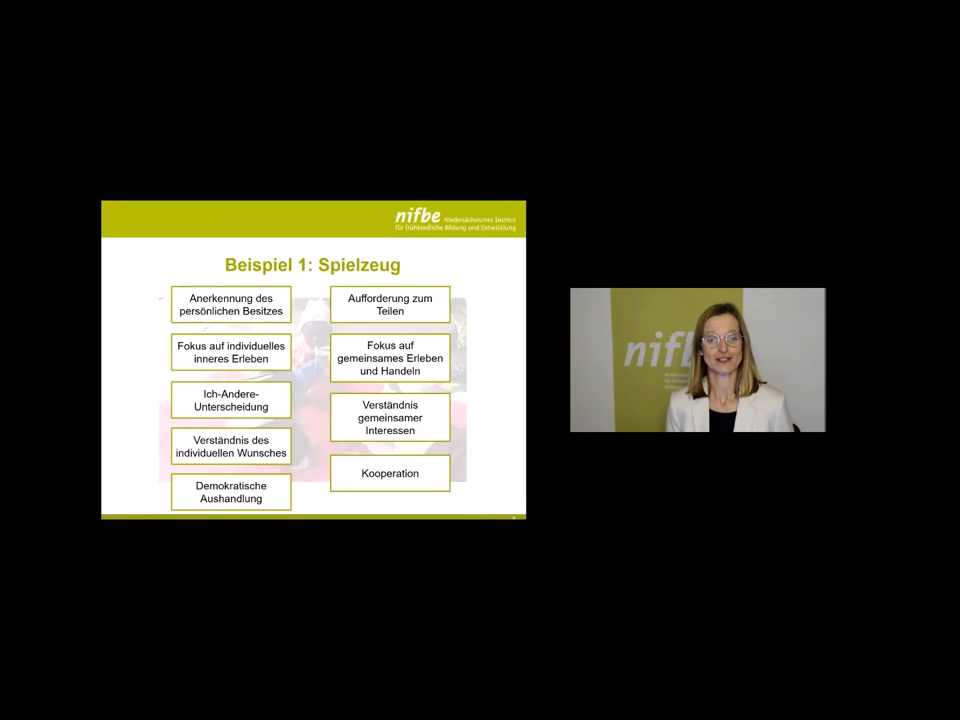 nifbe Niedersächsisches Institut
für frühkindliche Bildung und Entwicklung
Beispiel 1: Spielzeug
Anerkennung des
persönlichen Besitzes
Fokus auf individuelles
inneres Erleben
Ich-Andere-
Unterscheidung
Verständnis des
individuellen Wunsches
Demokratische
Aushandlung
Aufforderung zum
Teilen
Fokus auf
gemeinsames Erleben
und Handeln
Verständnis
gemeinsamer
Interessen
Kooperation